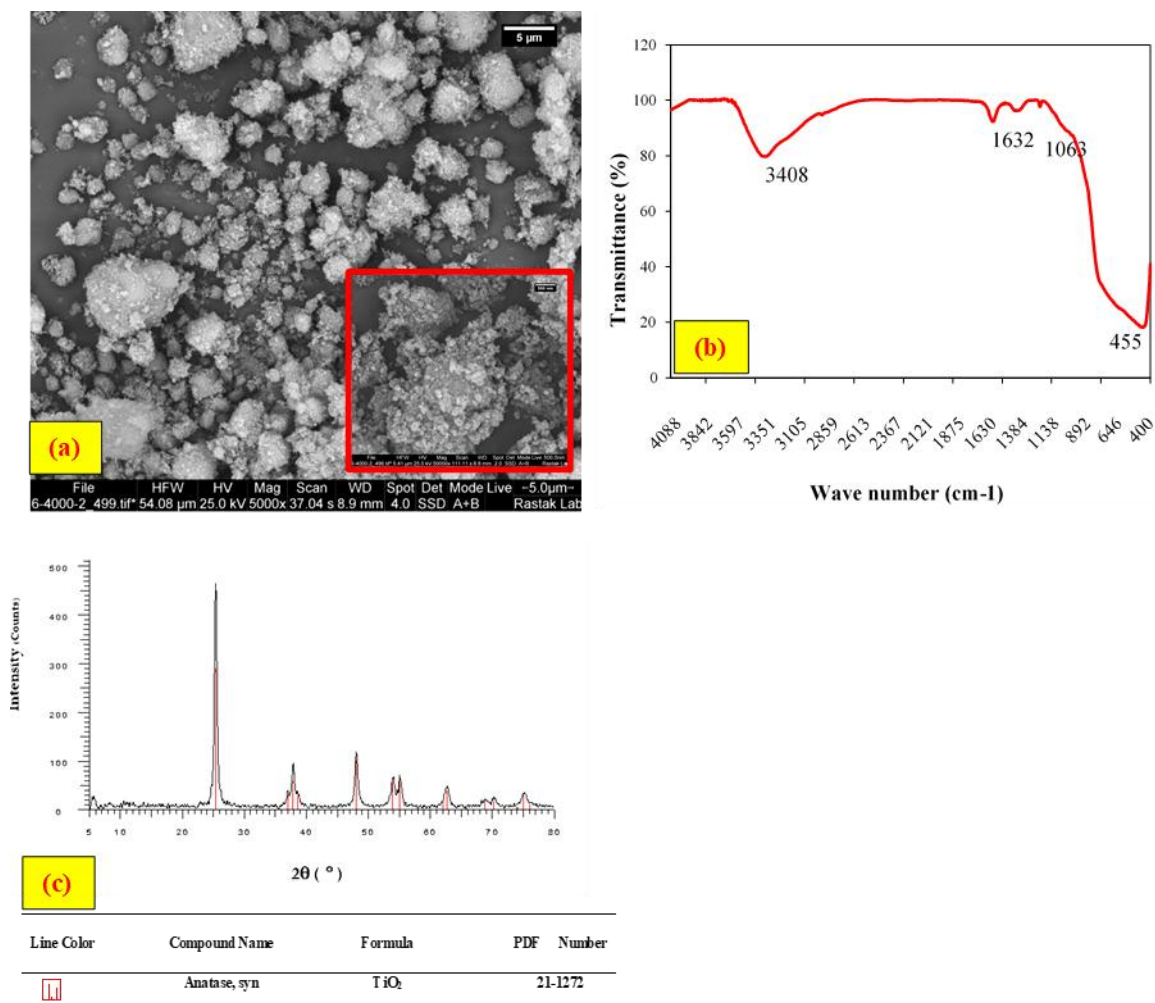 5 µm
(a)
File HFW HV Mag Scan WD Spot Det Mode Live ~5.0µm~
6-4000-2_499.tif* 54.08 µm 25.0 kV 5000x 37.04 s 8.9 mm 4.0 SSD A+B Rastak Lab
120
100
80
60
40
20
0
Transmittance (%)
3408
1632
1063
455
(b)
4088 3842 3597 3351 3105 2859 2613 2367 2121 1875 1630 1384 1138 892 646 400
Wave number (cm-1)
500
400
300
200
100
0
Intensity (Counts)
5 10 20 30 40 50 60 70 80
2θ ( ° )
(c)
Line Color Compound Name Formula PDF Number
Anatase, syn TiO₂ 21-1272